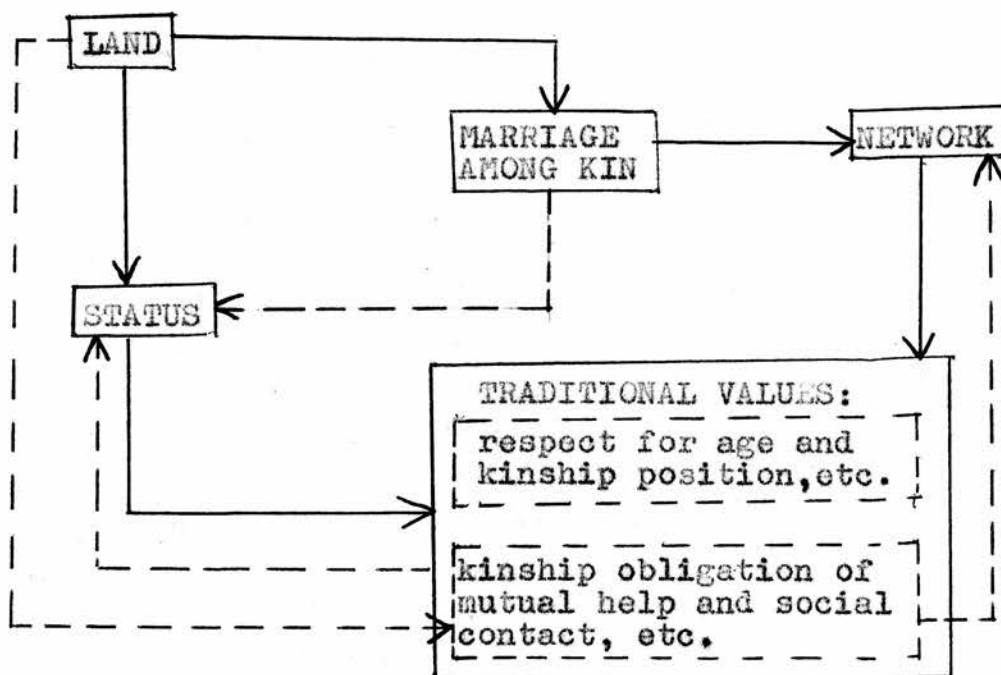 LAND
MARRIAGE
AMONG KIN
NETWORK
STATUS
TRADITIONAL VALUES:
respect for age and
kinship position,etc.
kinship obligation of
mutual help and social
contact, etc.